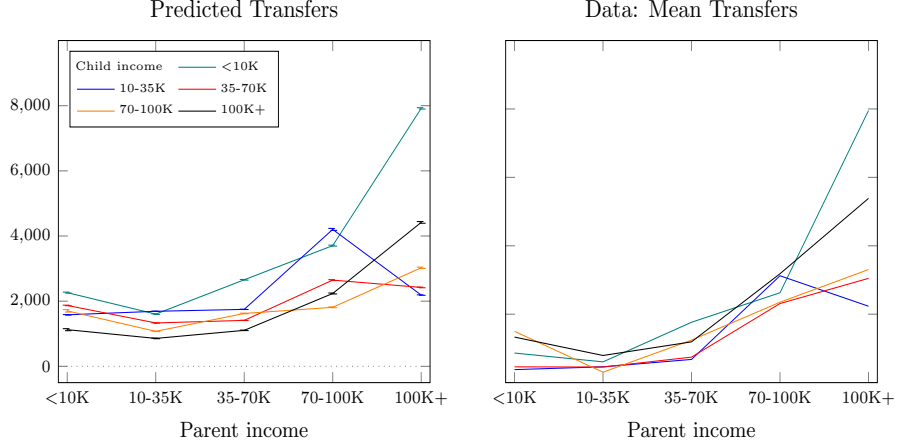 Predicted Transfers
Data: Mean Transfers
Child income
<10K
10-35K
35-70K
70-100K
100K+
8,000
6,000
4,000
2,000
0
<10K
10-35K
35-70K
70-100K
100K+
<10K
10-35K
35-70K
70-100K
100K+
Parent income
Parent income